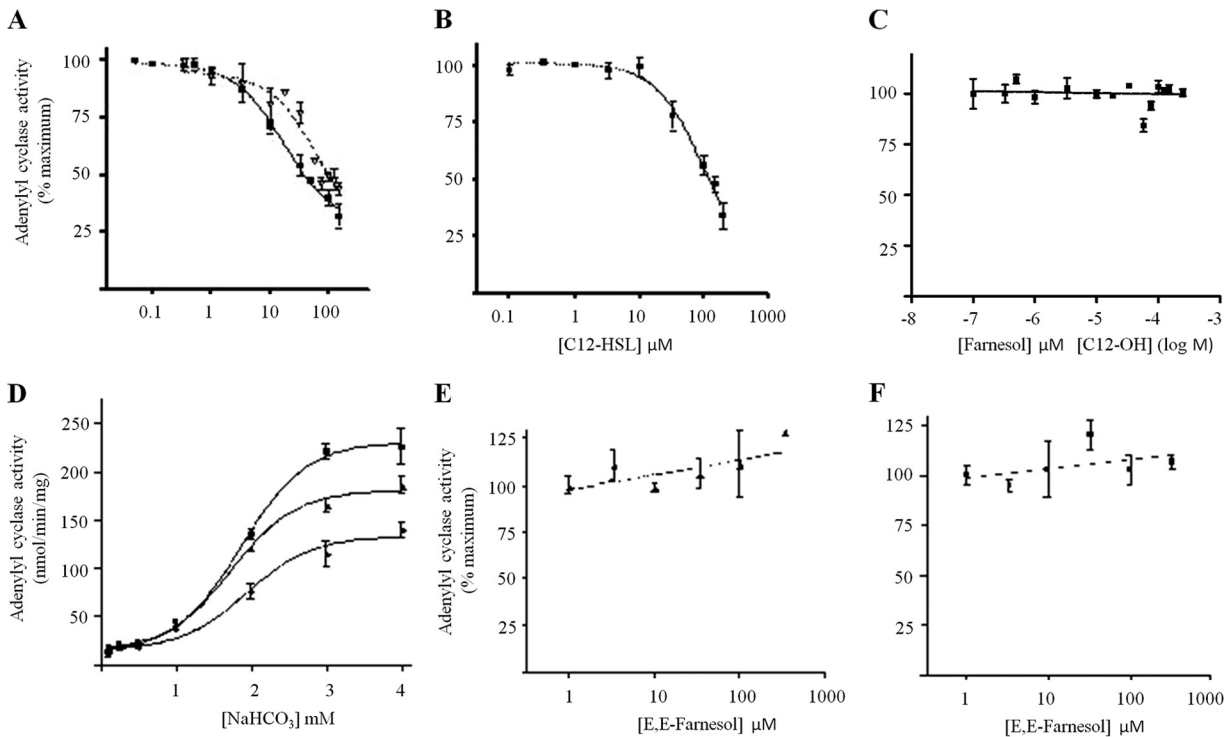 A
Adenylyl cyclase activity
(% maximum)
100
75
50
25
0.1 1 10 100
B
100
75
50
25
0.1 1 10 100 1000
[C12-HSL] µM
C
100
75
50
25
-8 -7 -6 -5 -4 -3
[Farnesol] µM [C12-OH] (log M)
D
Adenylyl cyclase activity
(nmol/min/mg)
250
200
150
100
50
1 2 3 4
[NaHCO3] mM
E
Adenylyl cyclase activity
(% maximum)
125
100
75
50
25
1 10 100 1000
[E,E-Farnesol] µM
F
125
100
75
50
25
1 10 100 1000
[E,E-Farnesol] µM